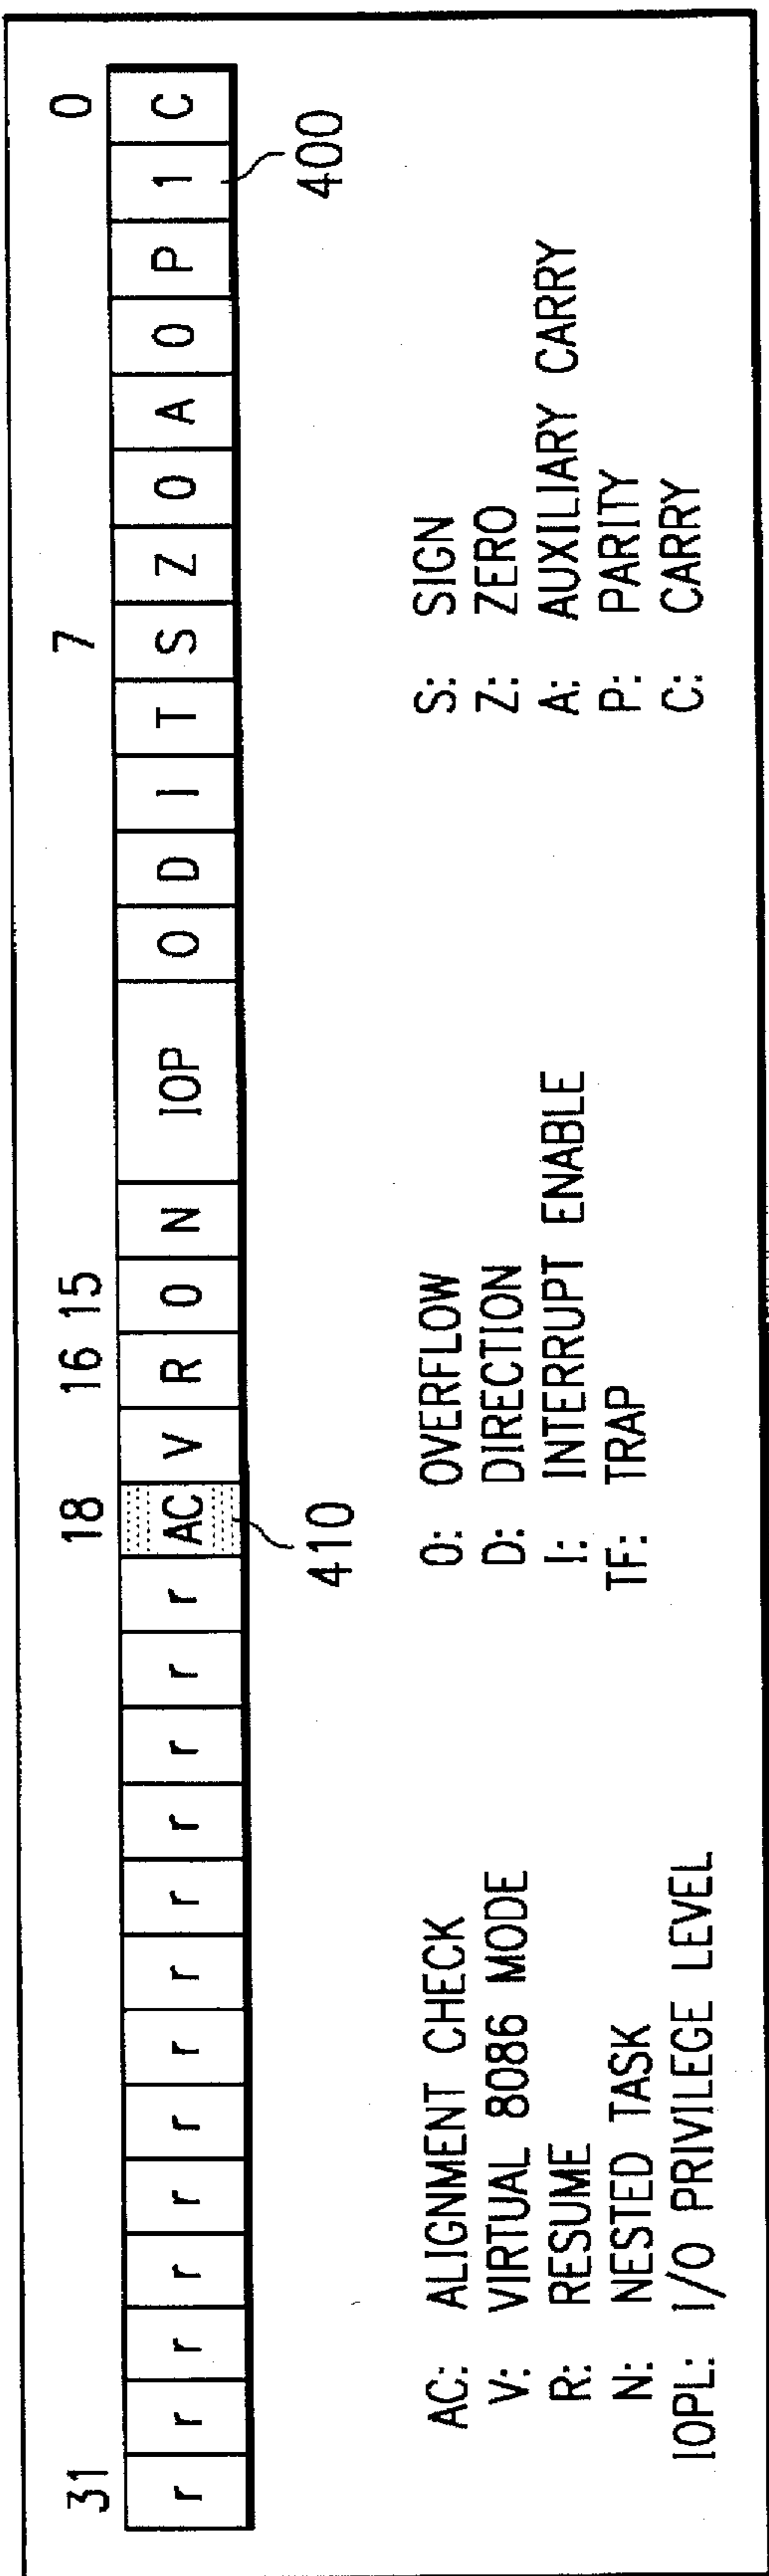 31 18 16 15 7 0
r r r r r r r r r r r r r AC V R 0 N IOP O D I T S Z 0 A 0 P 1 C
410 400
AC: ALIGNMENT CHECK
V: VIRTUAL 8086 MODE
R: RESUME
N: NESTED TASK
IOPL: I/O PRIVILEGE LEVEL
O: OVERFLOW
D: DIRECTION
I: INTERRUPT ENABLE
TF: TRAP
S: SIGN
Z: ZERO
A: AUXILIARY CARRY
P: PARITY
C: CARRY